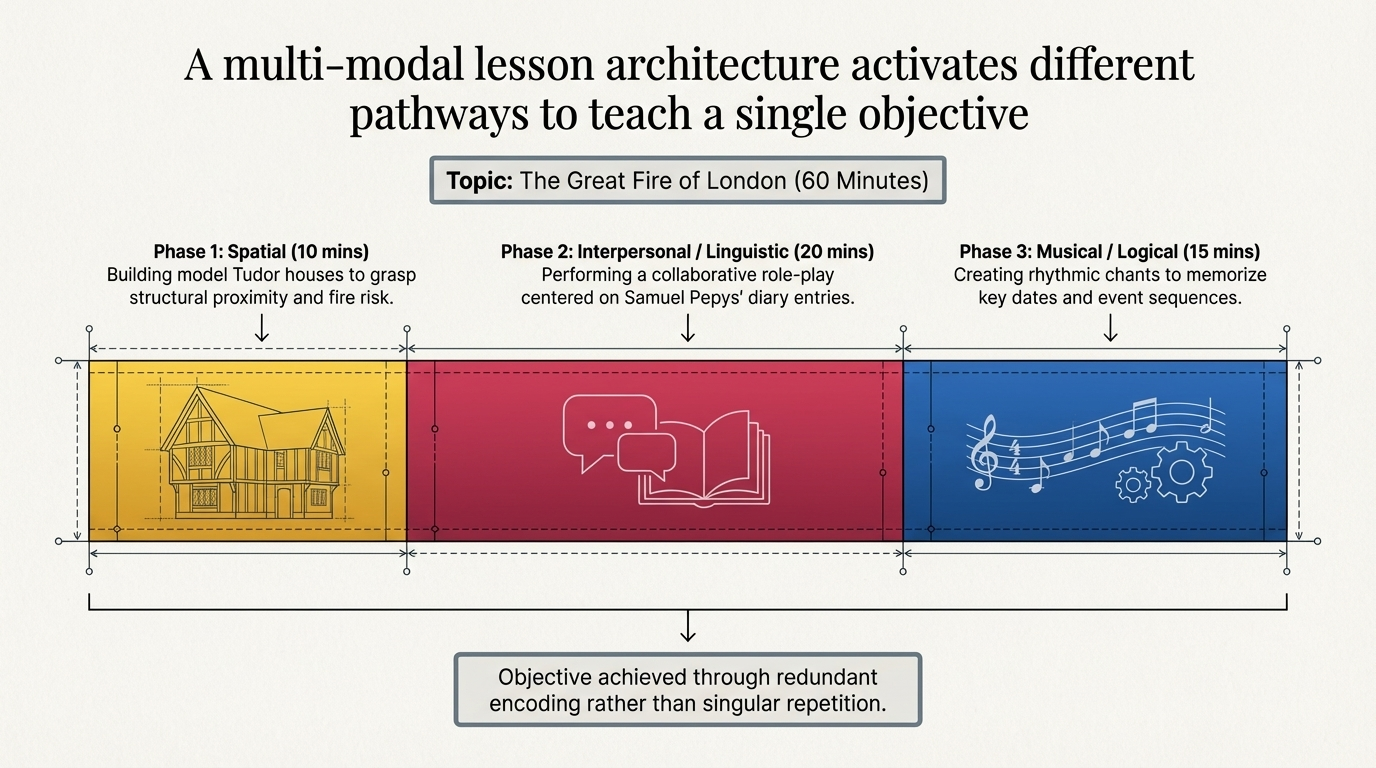 A multi-modal lesson architecture activates different
pathways to teach a single objective
Topic: The Great Fire of London (60 Minutes)
Phase 1: Spatial (10 mins)
Building model Tudor houses to grasp
structural proximity and fire risk.
Phase 2: Interpersonal / Linguistic (20 mins)
Performing a collaborative role-play
centered on Samuel Pepys' diary entries.
Phase 3: Musical / Logical (15 mins)
Creating rhythmic chants to memorize
key dates and event sequences.
4
4
Objective achieved through redundant
encoding rather than singular repetition.